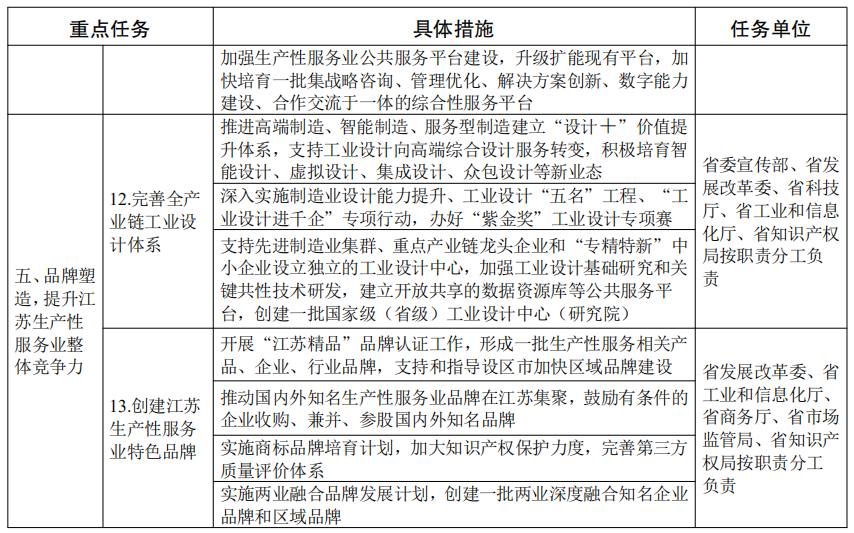 重点任务
具体措施
任务单位
加强生产性服务业公共服务平台建设，升级扩能现有平台，加
快培育一批集战略咨询、管理优化、解决方案创新、数字能力
建设、合作交流于一体的综合性服务平台
五、品牌塑
造，提升江
苏生产性
服务业整
体竞争力
12.完善全产
业链工业设
计体系
推进高端制造、智能制造、服务型制造建立“设计＋”价值提
升体系，支持工业设计向高端综合设计服务转变，积极培育智
能设计、虚拟设计、集成设计、众包设计等新业态
深入实施制造业设计能力提升、工业设计“五名”工程、“工
业设计进千企”专项行动，办好“紫金奖”工业设计专项赛
支持先进制造业集群、重点产业链龙头企业和“专精特新”中
小企业设立独立的工业设计中心，加强工业设计基础研究和关
键共性技术研发，建立开放共享的数据资源库等公共服务平
台，创建一批国家级（省级）工业设计中心（研究院）
省委宣传部、省发
展改革委、省科技
厅、省工业和信息
化厅、省知识产权
局按职责分工负
责
13.创建江苏
生产性服务
业特色品牌
开展“江苏精品”品牌认证工作，形成一批生产性服务相关产
品、企业、行业品牌，支持和指导设区市加快区域品牌建设
推动国内外知名生产性服务业品牌在江苏集聚，鼓励有条件的
企业收购、兼并、参股国内外知名品牌
实施商标品牌培育计划，加大知识产权保护力度，完善第三方
质量评价体系
实施两业融合品牌发展计划，创建一批两业深度融合知名企业
品牌和区域品牌
省发展改革委、省
工业和信息化厅、
省商务厅、省市场
监管局、省知识产
权局按职责分工
负责